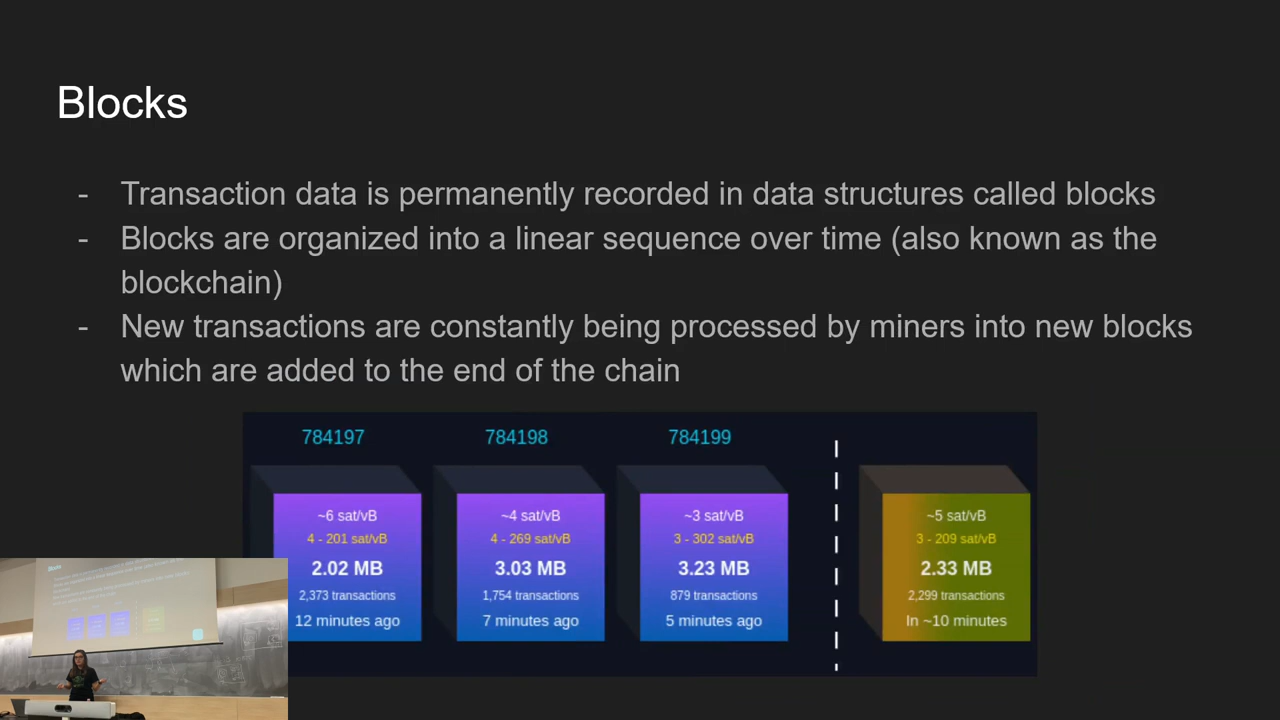 Blocks
- Transaction data is permanently recorded in data structures called blocks
- Blocks are organized into a linear sequence over time (also known as the
blockchain)
- New transactions are constantly being processed by miners into new blocks
which are added to the end of the chain
784197
784198
784199
~6 sat/vB
4 - 201 sat/vB
2.02 MB
2,373 transactions
12 minutes ago
~4 sat/vB
4 - 269 sat/vB
3.03 MB
1,754 transactions
7 minutes ago
~3 sat/vB
3 - 302 sat/vB
3.23 MB
879 transactions
5 minutes ago
~5 sat/vB
3 - 209 sat/vB
2.33 MB
2,299 transactions
In ~10 minutes
Blocks